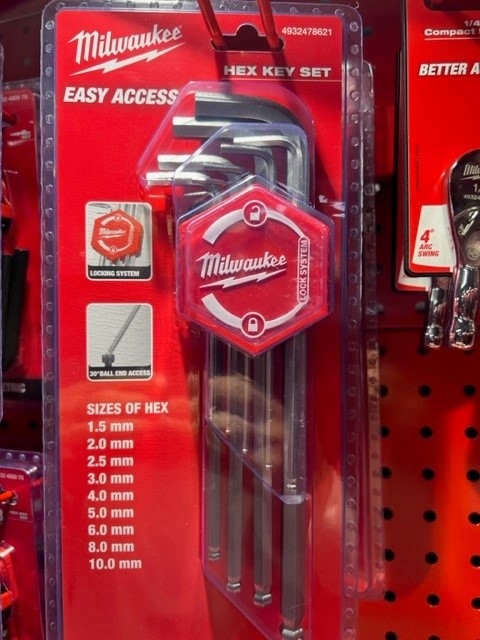 Milwaukee
4932478621
HEX KEY SET
EASY ACCESS
Milwaukee
LOCK SYSTEM
LOCKING SYSTEM
30°BALL END ACCESS
SIZES OF HEX
1.5 mm
2.0 mm
2.5 mm
3.0 mm
4.0 mm
5.0 mm
6.0 mm
8.0 mm
10.0 mm
1/4
Compact
BETTER A
4°
ARC
SWING